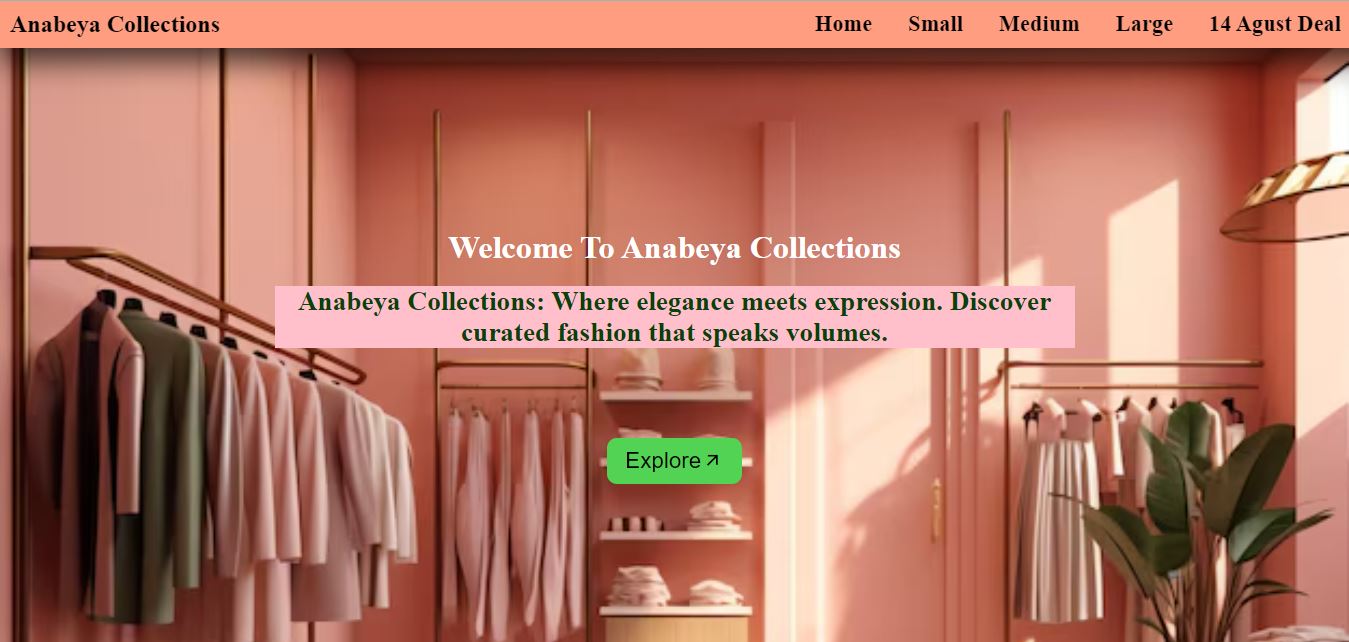 Anabeya Collections
Home Small Medium Large 14 Agust Deal
Welcome To Anabeya Collections
Anabeya Collections: Where elegance meets expression. Discover
curated fashion that speaks volumes.
Explore